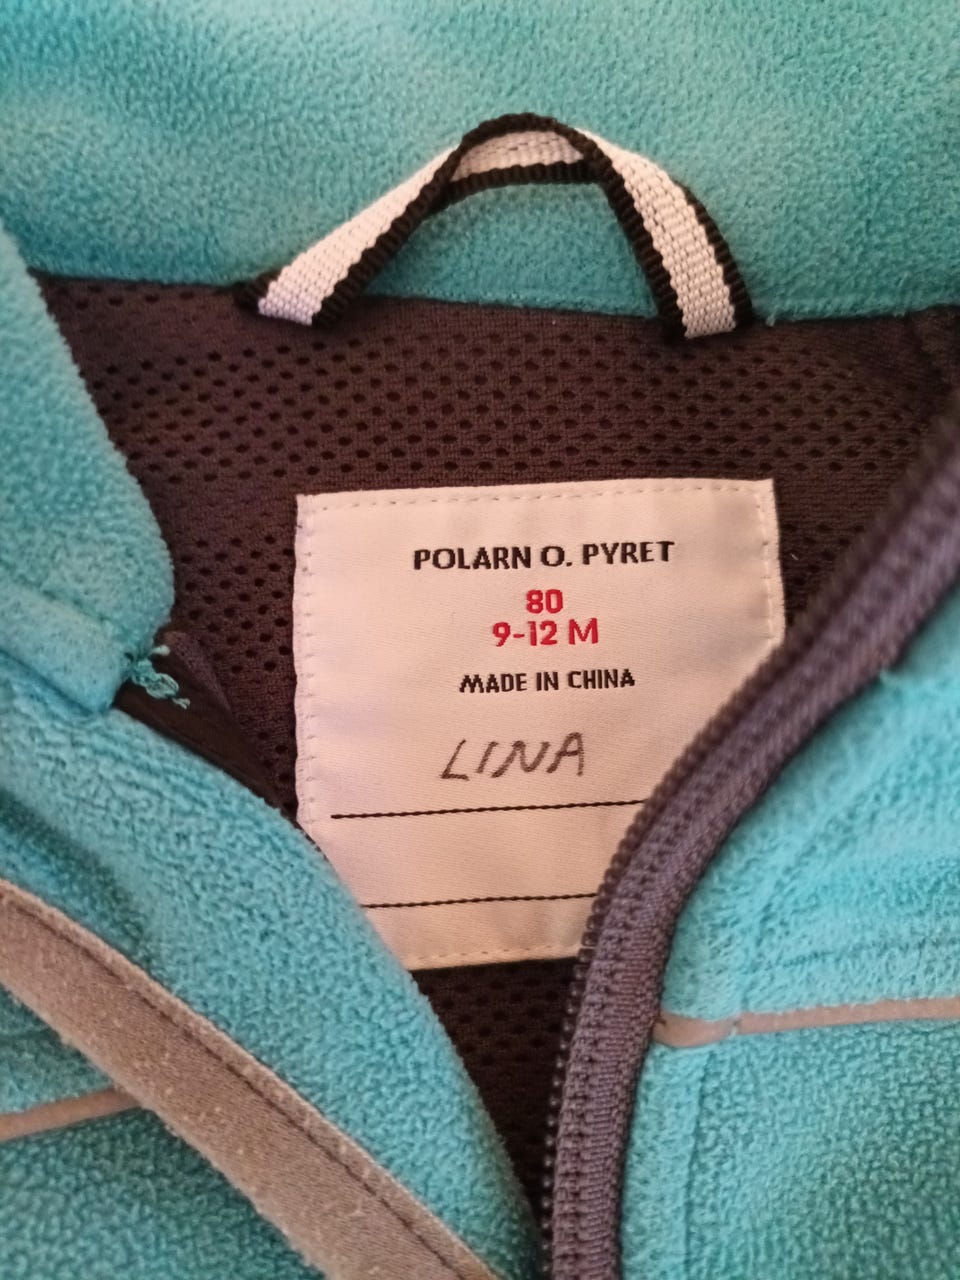 POLARN O. PYRET
80
9-12 M
MADE IN CHINA
LINA